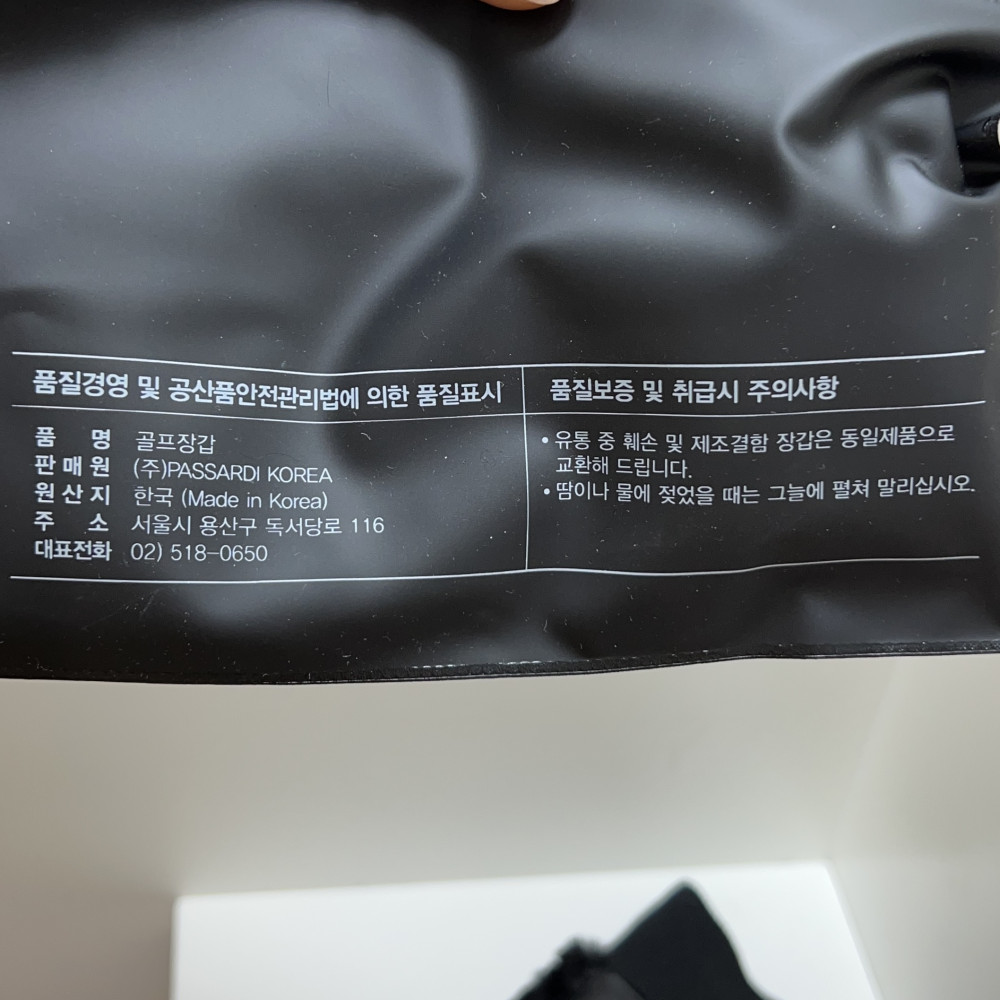 품질경영 및 공산품안전관리법에 의한 품질표시
품 명 골프장갑
판 매 원 (주)PASSARDI KOREA
원 산 지 한국 (Made in Korea)
주 소 서울시 용산구 독서당로 116
대표전화 02) 518-0650
품질보증 및 취급시 주의사항
• 유통 중 훼손 및 제조결함 장갑은 동일제품으로
교환해 드립니다.
• 땀이나 물에 젖었을 때는 그늘에 펼쳐 말리십시오.